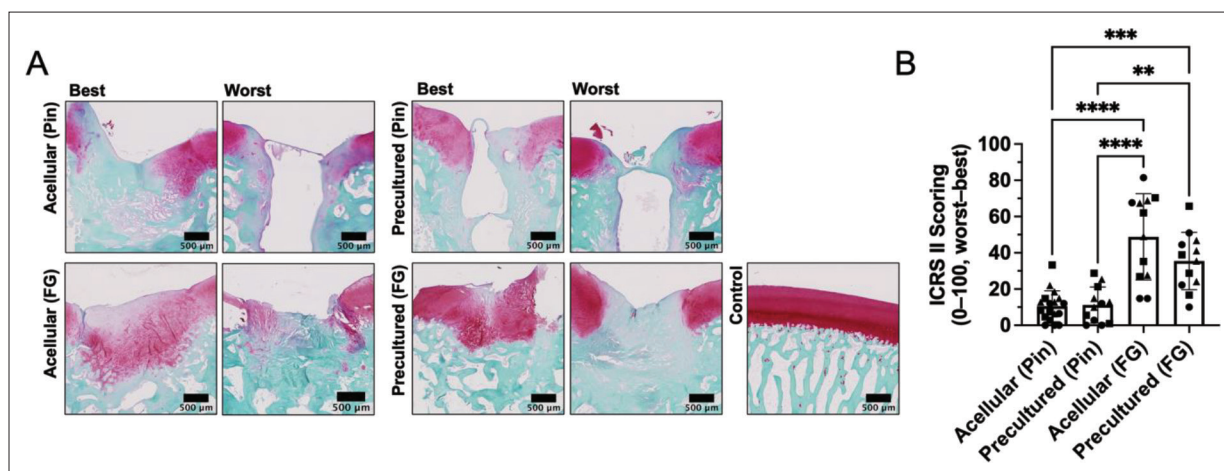 A
Best
Worst
Best
Worst
Acellular (Pin)
500 µm
500 µm
Precultured (Pin)
500 µm
500 µm
Acellular (FG)
500 µm
500 µm
Precultured (FG)
500 µm
500 µm
Control
500 µm
B
***
**
****
****
ICRS II Scoring
(0–100, worst–best)
100
80
60
40
20
0
Acellular (Pin)
Precultured (Pin)
Acellular (FG)
Precultured (FG)